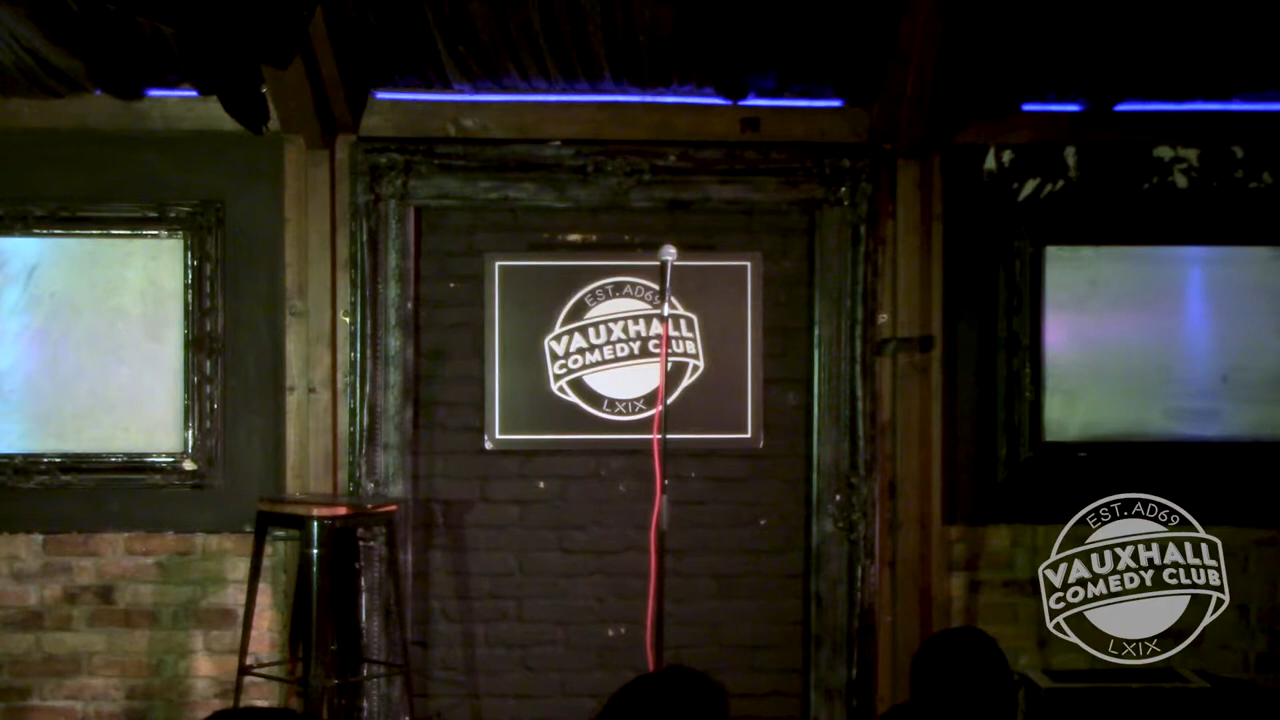 EST. AD69
VAUXHALL
COMEDY CLUB
LXIX
EST. AD69
VAUXHALL
COMEDY CLUB
LXIX